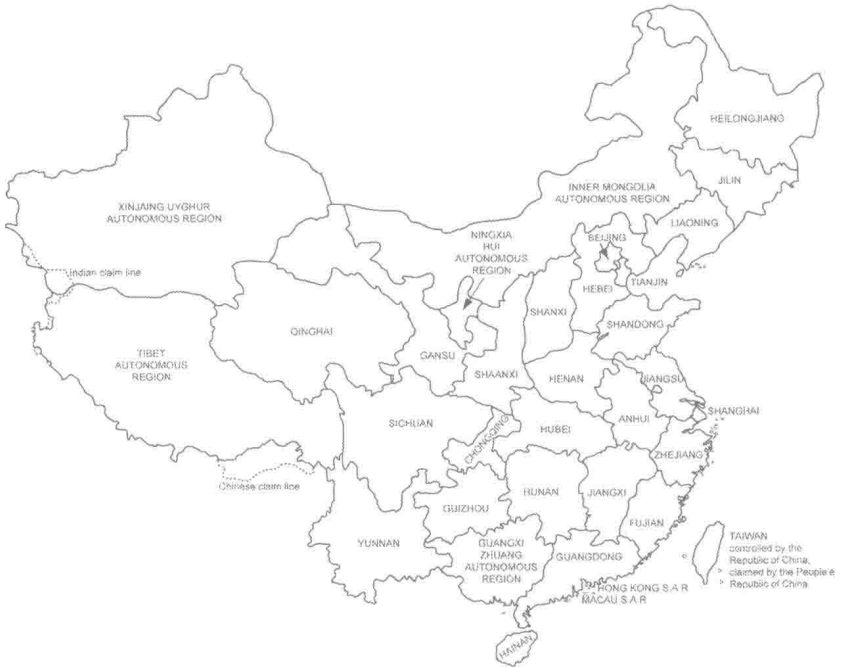 HEILONGJIANG
JILIN
INNER MONGOLIA
AUTONOMOUS REGION
XINJAING UYGHUR
AUTONOMOUS REGION
LIAONING
NINGXIA
HUI
AUTONOMOUS
REGION
BEIJING
Indian claim line
TIANJIN
HEBEI
SHANXI
SHANDONG
QINGHAI
TIBET
AUTONOMOUS
REGION
GANSU
SHAANXI
HENAN
JIANGSU
SHANGHAI
ANHUI
SICHUAN
CHONGQING
HUBEI
ZHEJIANG
Chinese claim line
HUNAN
JIANGXI
GUIZHOU
FUJIAN
YUNNAN
GUANGXI
ZHUANG
AUTONOMOUS
REGION
GUANGDONG
TAIWAN
controlled by the
Republic of China,
claimed by the People's
Republic of China
HONG KONG S A R
MACAU S A R
HAINAN